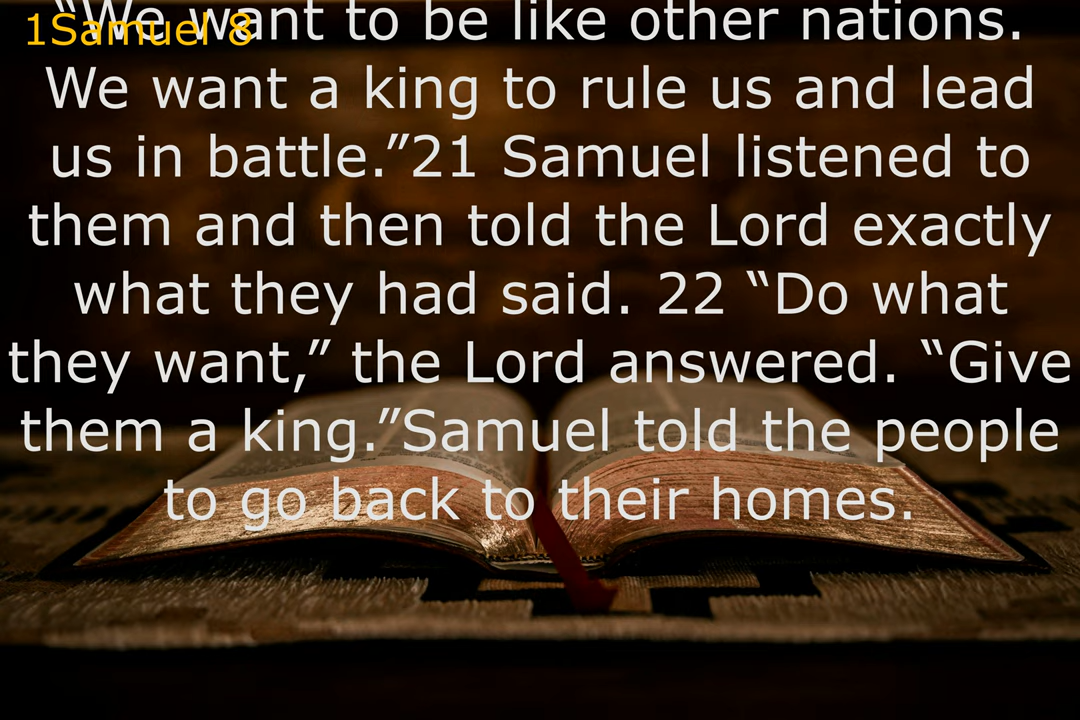 1Samuel 8
“We want to be like other nations.
We want a king to rule us and lead
us in battle.”21 Samuel listened to
them and then told the Lord exactly
what they had said. 22 “Do what
they want,” the Lord answered. “Give
them a king.”Samuel told the people
to go back to their homes.